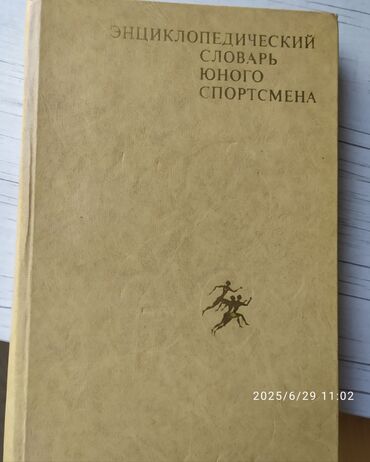 ЭНЦИКЛОПЕДИЧЕСКИЙ
СЛОВАРЬ
ЮНОГО
СПОРТСМЕНА
2025/6/29 11:02